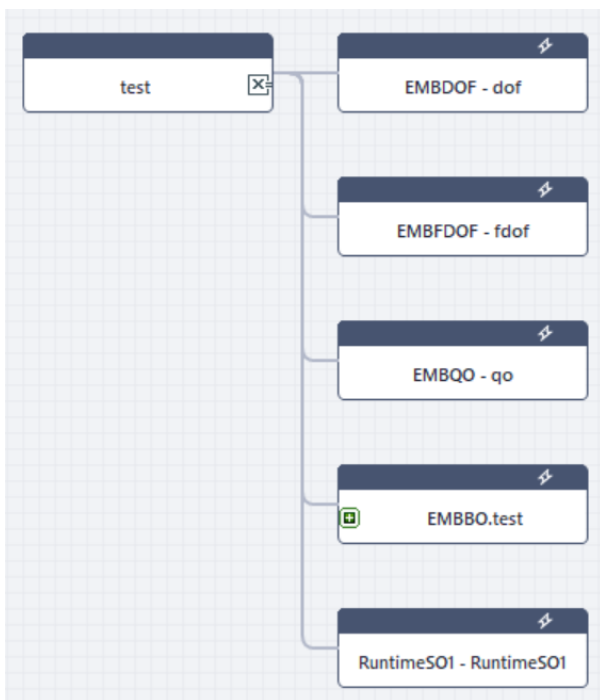 test
EMBDOF - dof
EMBFDOF - fdof
EMBQO - qo
EMBBO.test
RuntimeSO1 - RuntimeSO1